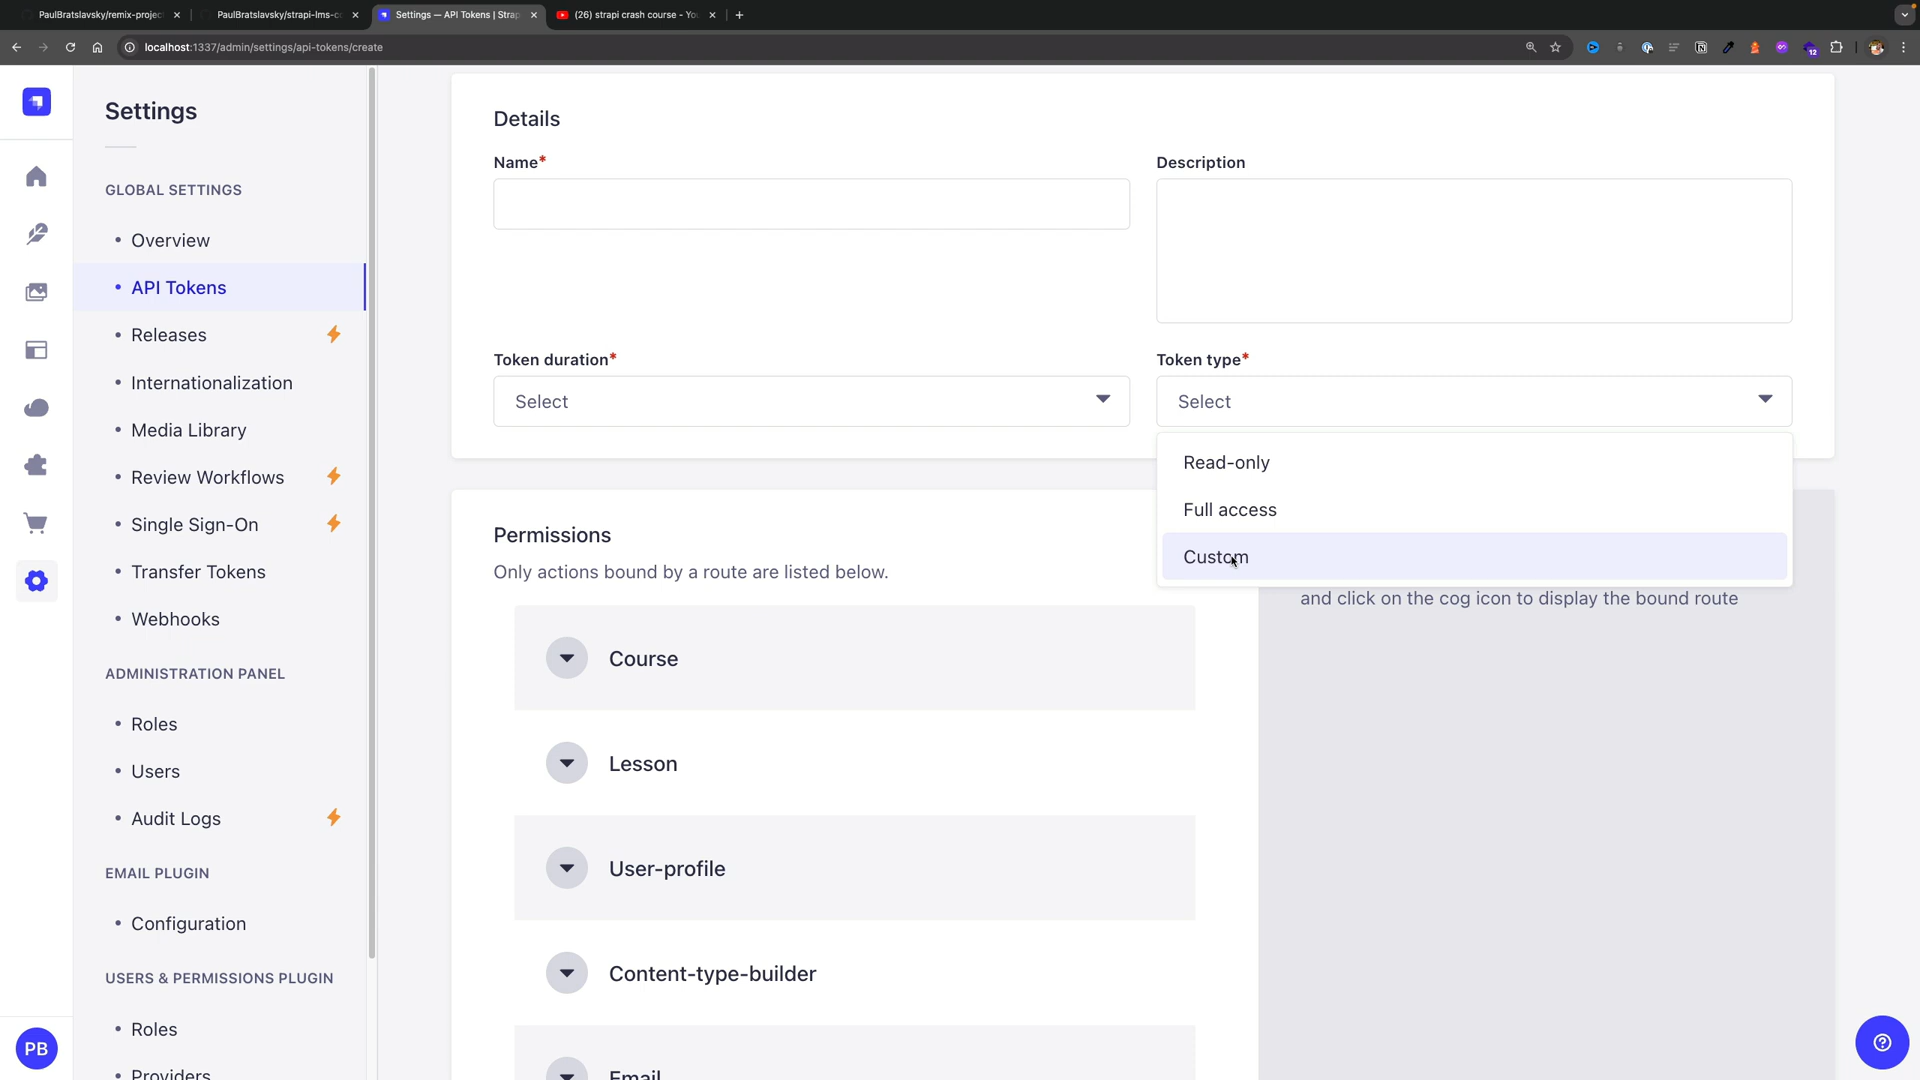 PaulBratslavsky/remix-projec
PaulBratslavsky/strapi-lms-c
Settings — API Tokens | Strap
(26) strapi crash course - Yo
localhost:1337/admin/settings/api-tokens/create
12
Settings
GLOBAL SETTINGS
Overview
API Tokens
Releases
Internationalization
Media Library
Review Workflows
Single Sign-On
Transfer Tokens
Webhooks
ADMINISTRATION PANEL
Roles
Users
Audit Logs
EMAIL PLUGIN
Configuration
USERS & PERMISSIONS PLUGIN
Roles
Providers
PB
Details
Name*
Description
Token duration*
Select
Token type*
Select
Read-only
Full access
Custom
Permissions
Only actions bound by a route are listed below.
and click on the cog icon to display the bound route
Course
Lesson
User-profile
Content-type-builder
Email